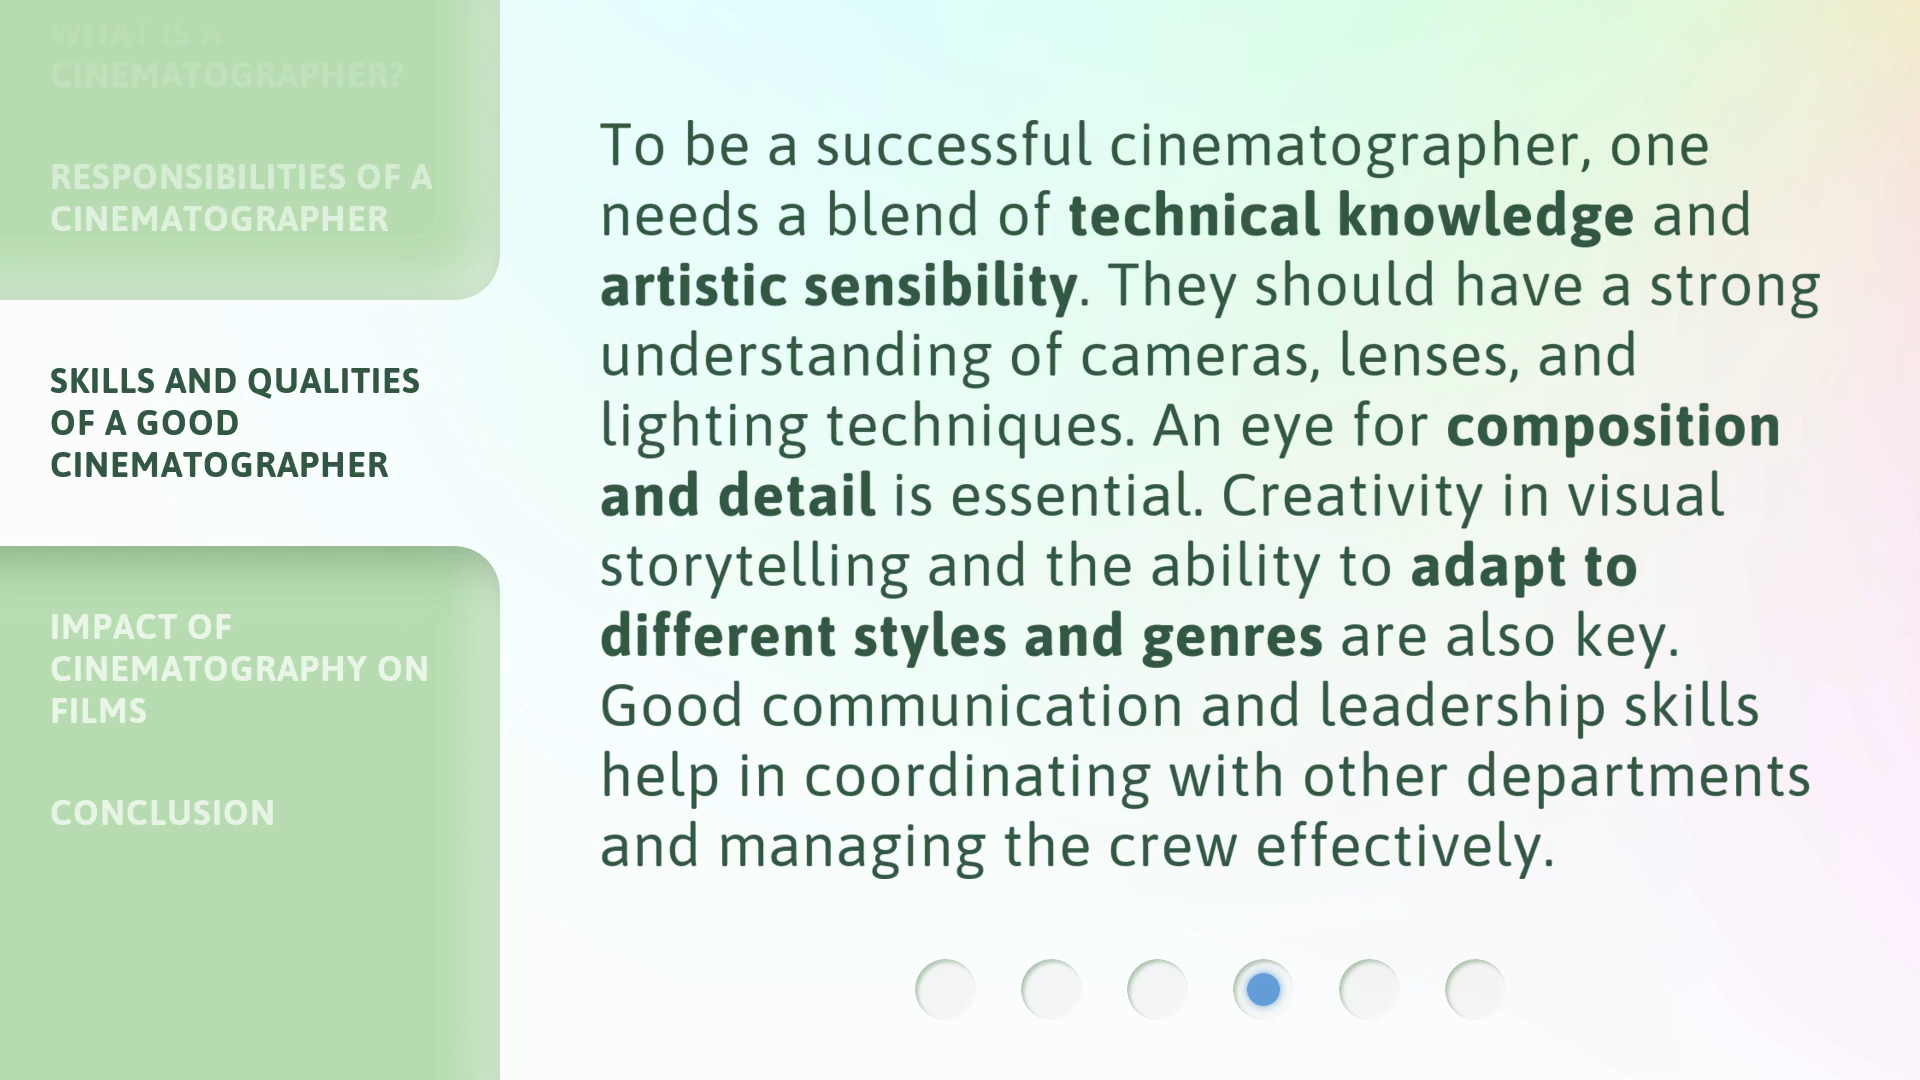 WHAT IS A
CINEMATOGRAPHER?
RESPONSIBILITIES OF A
CINEMATOGRAPHER
SKILLS AND QUALITIES
OF A GOOD
CINEMATOGRAPHER
IMPACT OF
CINEMATOGRAPHY ON
FILMS
CONCLUSION
To be a successful cinematographer, one
needs a blend of technical knowledge and
artistic sensibility. They should have a strong
understanding of cameras, lenses, and
lighting techniques. An eye for composition
and detail is essential. Creativity in visual
storytelling and the ability to adapt to
different styles and genres are also key.
Good communication and leadership skills
help in coordinating with other departments
and managing the crew effectively.